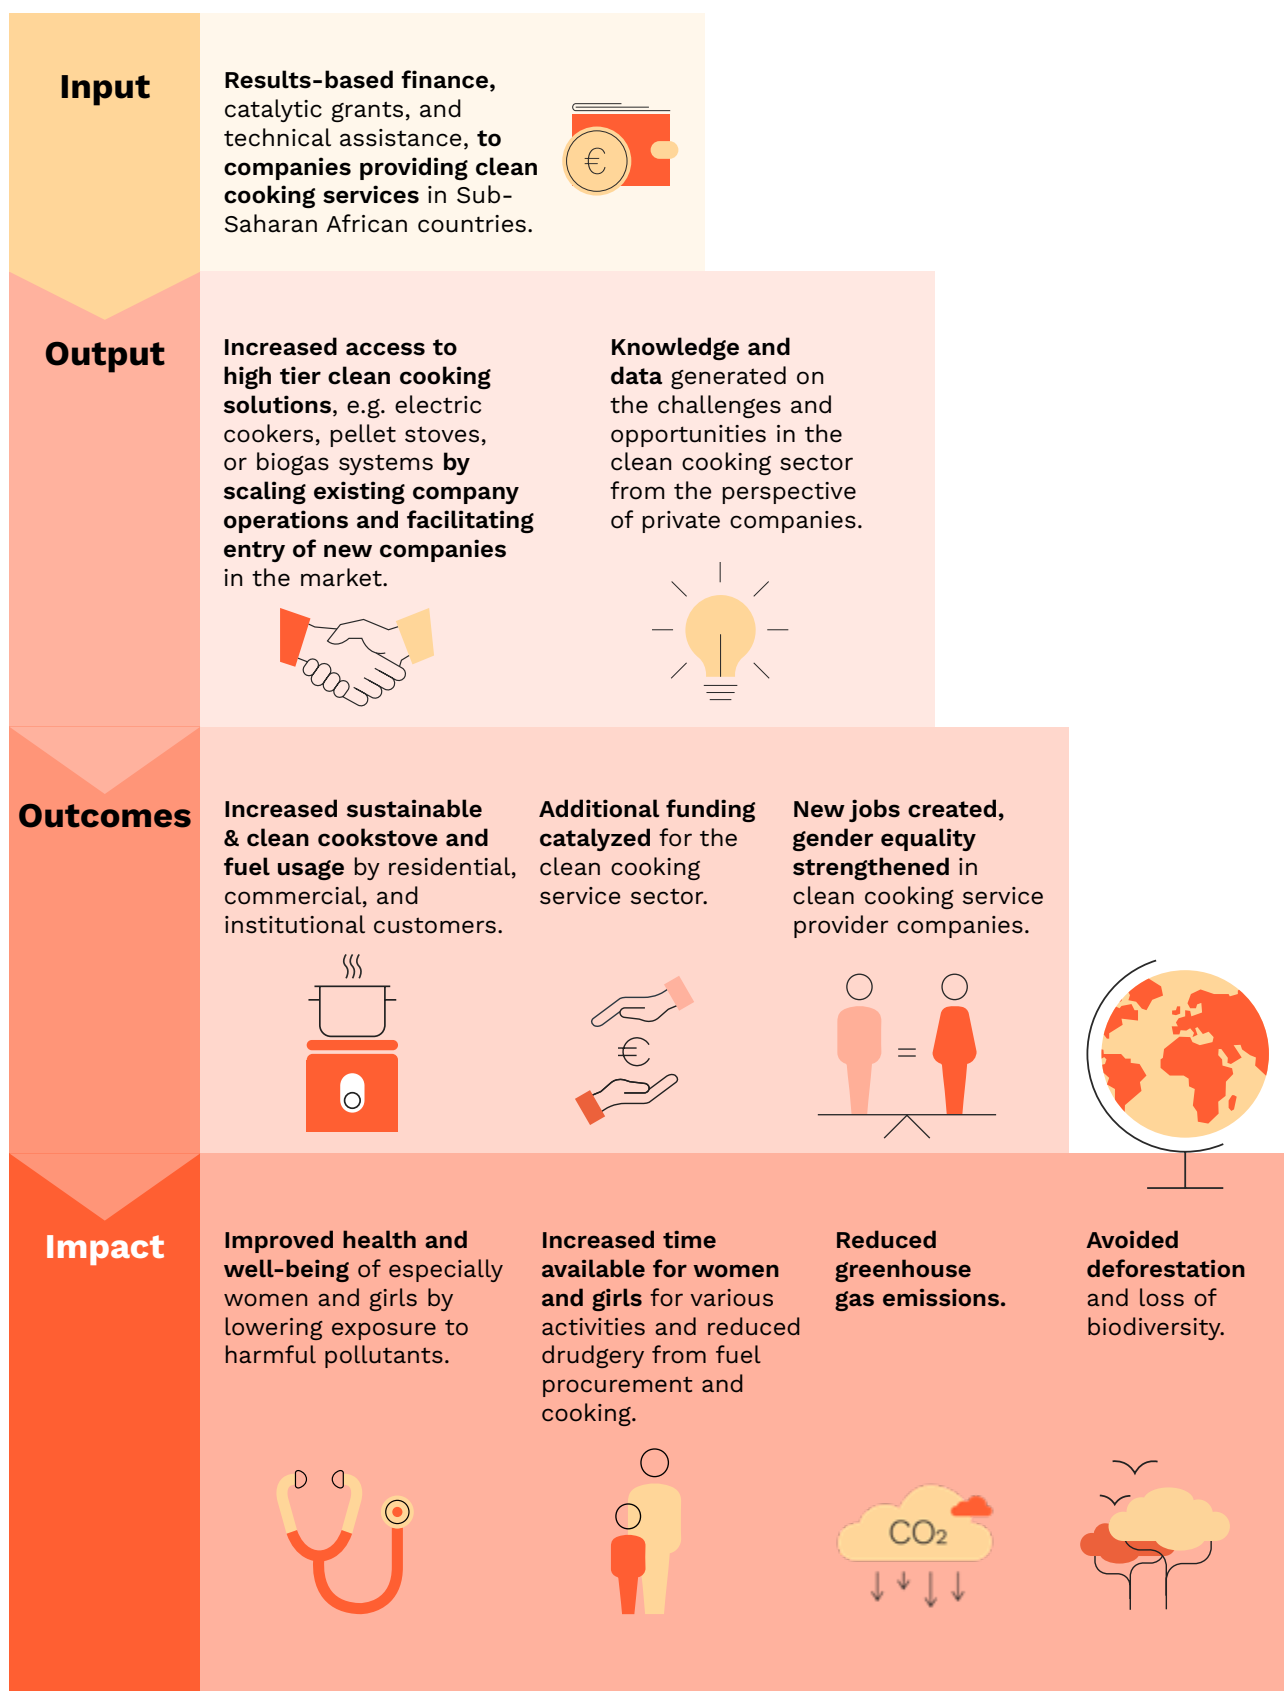 Input
Results-based finance,
catalytic grants, and
technical assistance, to
companies providing clean
cooking services in Sub-
Saharan African countries.
€
Output
Increased access to
high tier clean cooking
solutions, e.g. electric
cookers, pellet stoves,
or biogas systems by
scaling existing company
operations and facilitating
entry of new companies
in the market.
Knowledge and
data generated on
the challenges and
opportunities in the
clean cooking sector
from the perspective
of private companies.
Outcomes
Increased sustainable
& clean cookstove and
fuel usage by residential,
commercial, and
institutional customers.
Additional funding
catalyzed for the
clean cooking
service sector.
€
New jobs created,
gender equality
strengthened in
clean cooking service
provider companies.
=
Impact
Improved health and
well-being of especially
women and girls by
lowering exposure to
harmful pollutants.
Increased time
available for women
and girls for various
activities and reduced
drudgery from fuel
procurement and
cooking.
Reduced
greenhouse
gas emissions.
CO₂
Avoided
deforestation
and loss of
biodiversity.